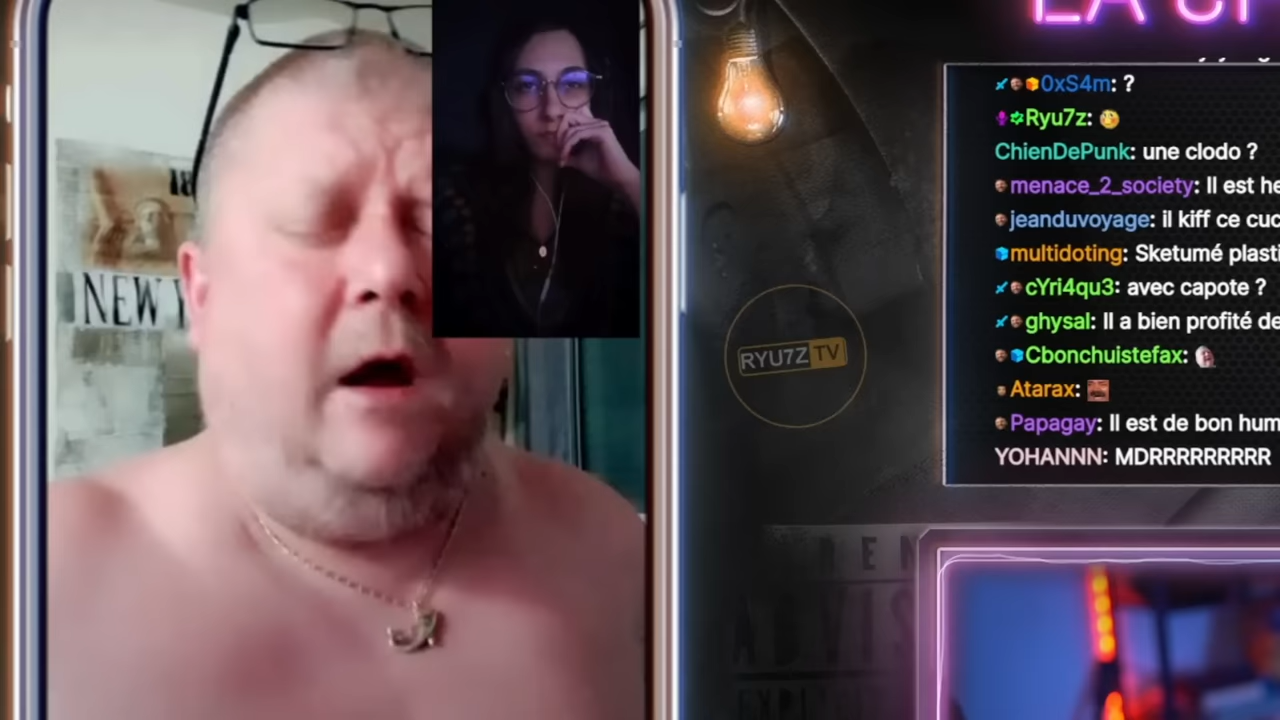 NEW
0xS4m: ?
Ryu7z:
ChienDePunk: une clodo ?
menace_2_society: Il est he
jeanduvoyage: il kiff ce cuc
multidoting: Sketumé plasti
cYri4qu3: avec capote ?
ghysal: Il a bien profité de
Cbonchuistefax:
Atarax:
Papagay: Il est de bon hum
YOHANNN: MDRRRRRRRRR
RYU7Z TV